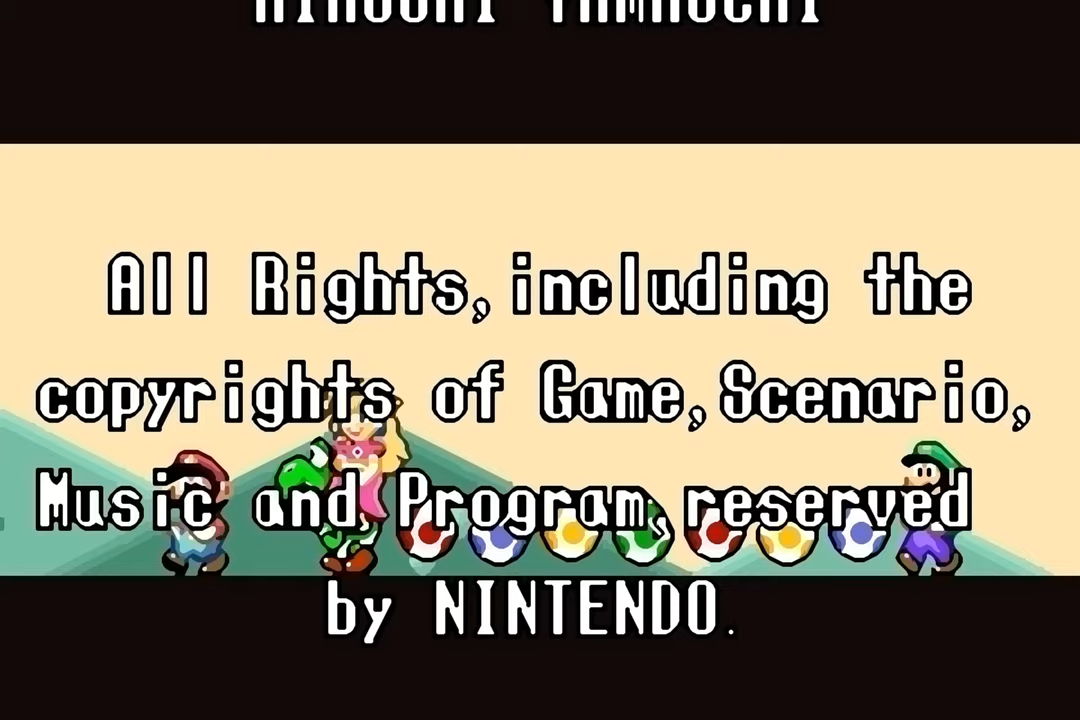 All Rights, including the
copyrights of Game, Scenario,
Music and Program, reserved
by NINTENDO.